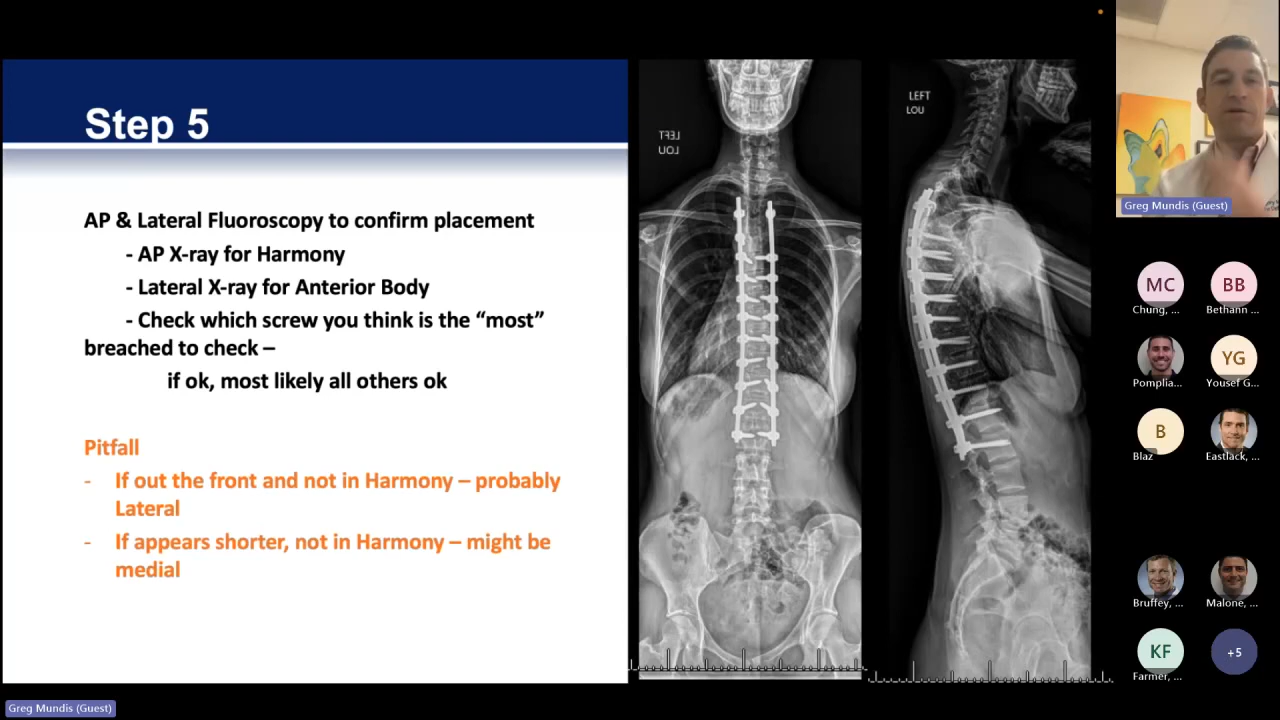 Step 5
AP & Lateral Fluoroscopy to confirm placement
- AP X-ray for Harmony
- Lateral X-ray for Anterior Body
- Check which screw you think is the “most”
breached to check –
if ok, most likely all others ok
Pitfall
- If out the front and not in Harmony – probably
Lateral
- If appears shorter, not in Harmony – might be
medial
LEFT
LOU
LEFT
LOU
Greg Mundis (Guest)
MC
BB
Chung, ...
Bethann ...
YG
Pomplia...
Yousef G...
B
Blaz
Eastlack, ...
Bruffey, ...
Malone, ...
KF
+5
Farmer, ...
Greg Mundis (Guest)